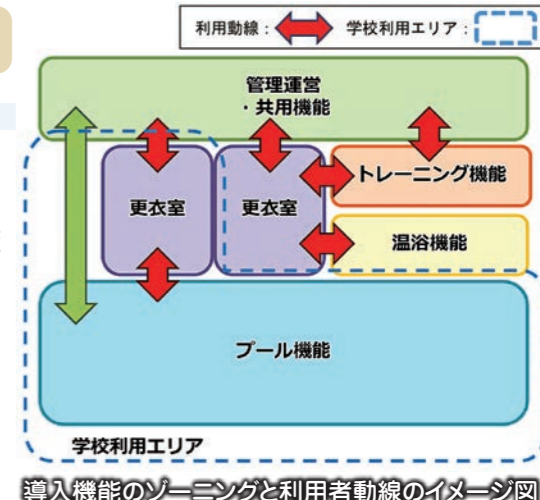 利用動線： 学校利用エリア：
管理運営
・共用機能
更衣室
更衣室
トレーニング機能
温浴機能
プール機能
学校利用エリア
導入機能のゾーニングと利用者動線のイメージ図